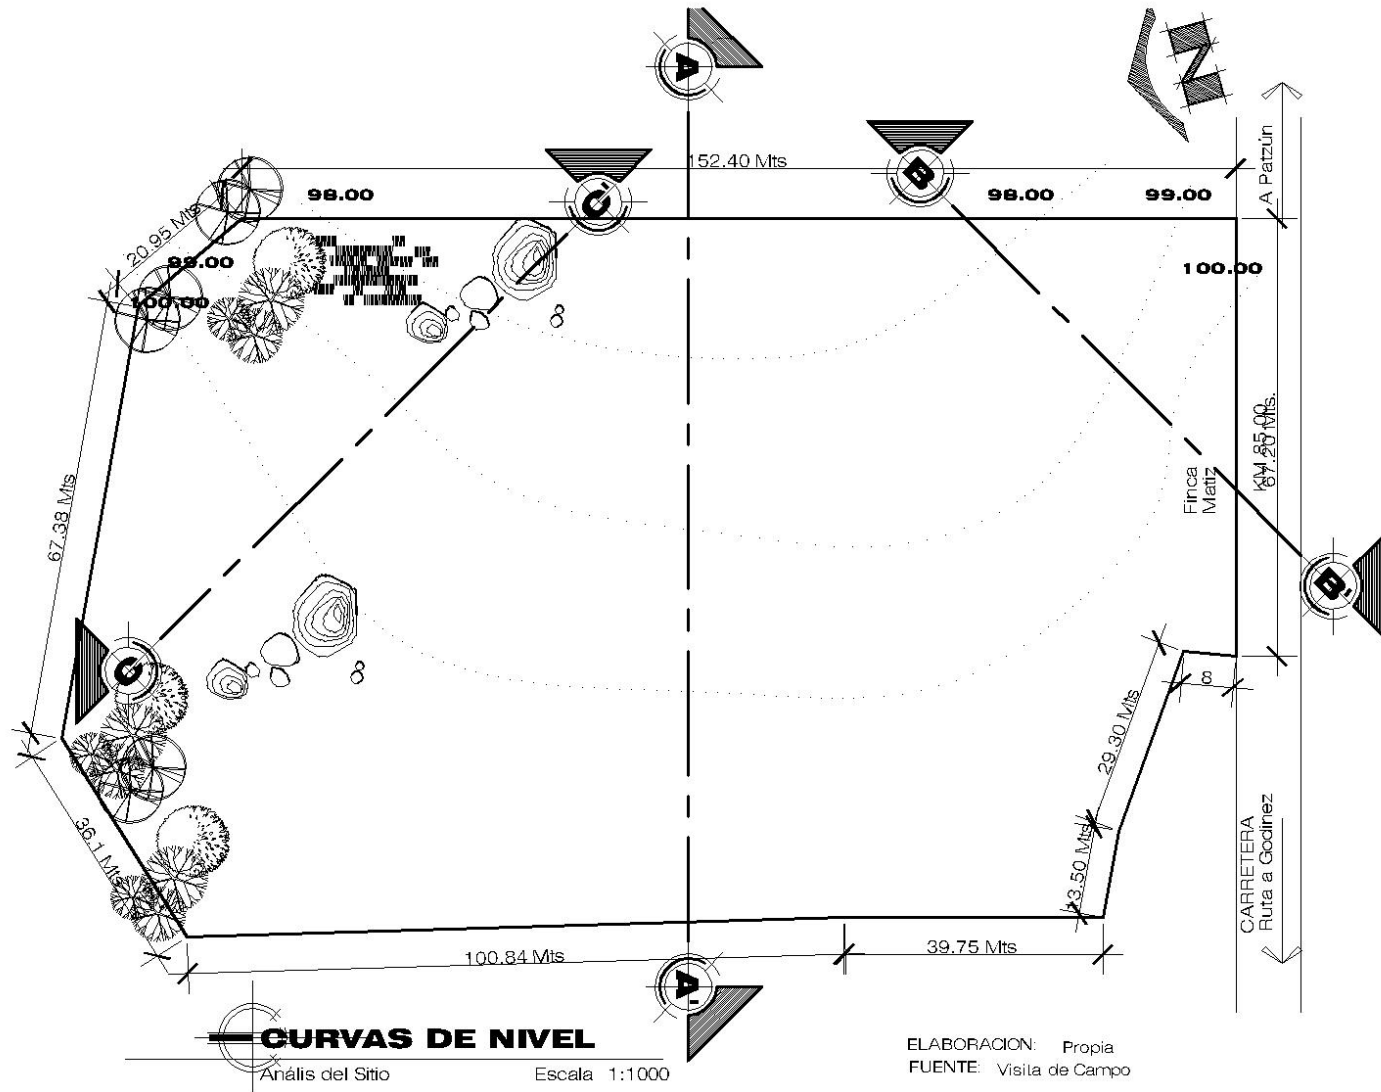 A
N
152.40 Mts
B
A Patzún
98.00
C'
98.00
99.00
20.95 Mts
99.00
100.00
100.00
KM 85.00
67.20 Mts.
Finca
Matiz
67.38 Mts
B'
C
8
29.30 Mts
36.1 Mts
13.50 Mts
CARRETERA
Ruta a Godinez
100.84 Mts
39.75 Mts
A'
CURVAS DE NIVEL
Anális del Sitio
Escala 1:1000
ELABORACION: Propia
FUENTE: Visita de Campo